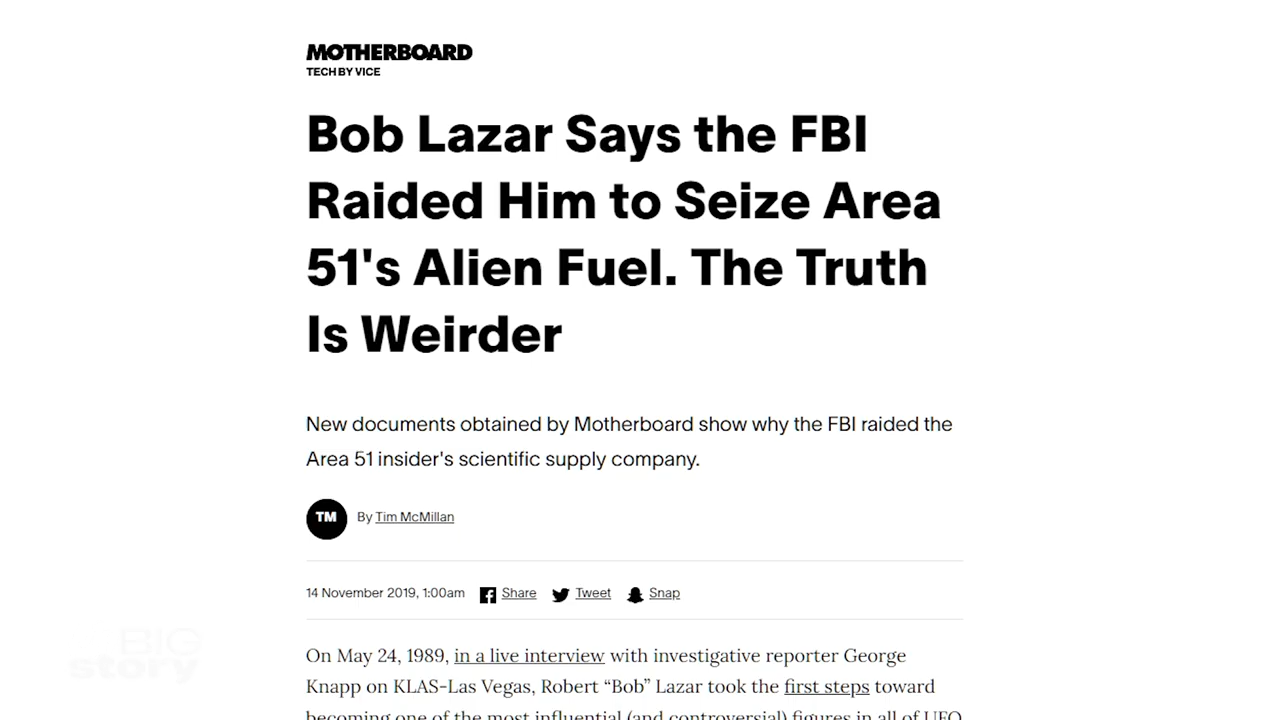 MOTHERBOARD
TECH BY VICE
Bob Lazar Says the FBI
Raided Him to Seize Area
51's Alien Fuel. The Truth
Is Weirder
New documents obtained by Motherboard show why the FBI raided the
Area 51 insider's scientific supply company.
TM By Tim McMillan
14 November 2019, 1:00am Share Tweet Snap
On May 24, 1989, in a live interview with investigative reporter George
Knapp on KLAS-Las Vegas, Robert “Bob” Lazar took the first steps toward
becoming one of the most influential (and controversial) figures in all of UFO
BIG
story